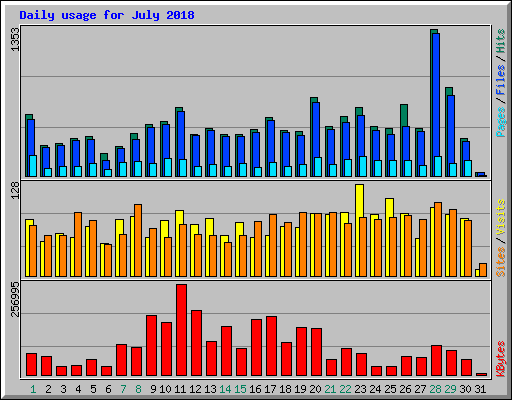 Daily usage for July 2018
1353
Pages / Files / Hits
128
Sites / Visits
256995
KBytes
1 2 3 4 5 6 7 8 9 10 11 12 13 14 15 16 17 18 19 20 21 22 23 24 25 26 27 28 29 30 31